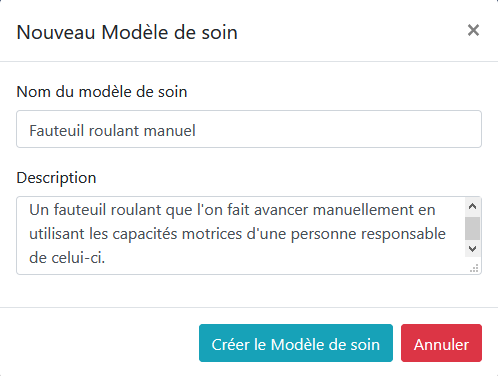 Nouveau Modèle de soin ×
Nom du modèle de soin
Fauteuil roulant manuel
Description
Un fauteuil roulant que l'on fait avancer manuellement en
utilisant les capacités motrices d'une personne responsable
de celui-ci.
Créer le Modèle de soin Annuler